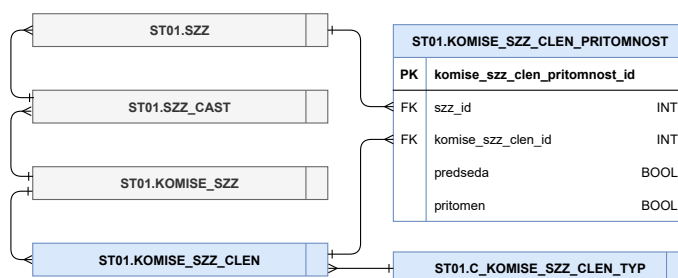 ST01.SZZ
ST01.SZZ_CAST
ST01.KOMISE_SZZ
ST01.KOMISE_SZZ_CLEN
ST01.KOMISE_SZZ_CLEN_PRITOMNOST
PK komise_szz_clen_pritomnost_id
FK szz_id INT
FK komise_szz_clen_id INT
predseda BOOL
pritomen BOOL
ST01.C_KOMISE_SZZ_CLEN_TYP